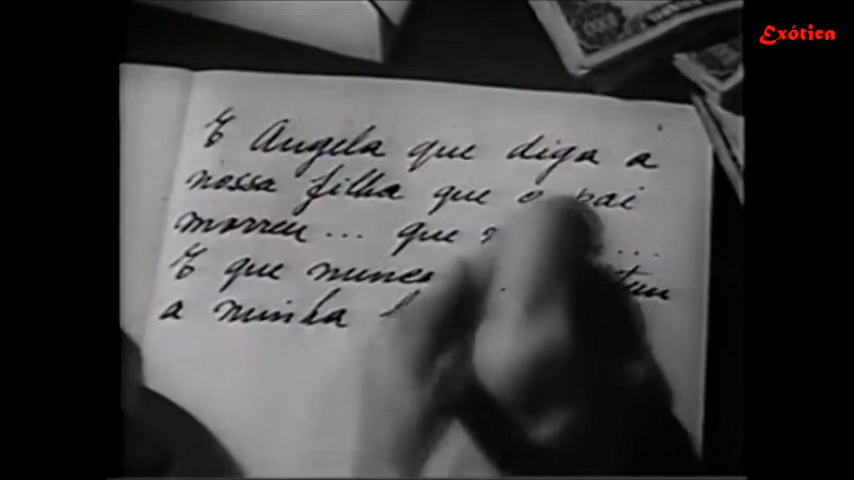 Exótica
E Angela que diga à
nossa filha que o pai
morreu... que ...
E que nunca
a minha